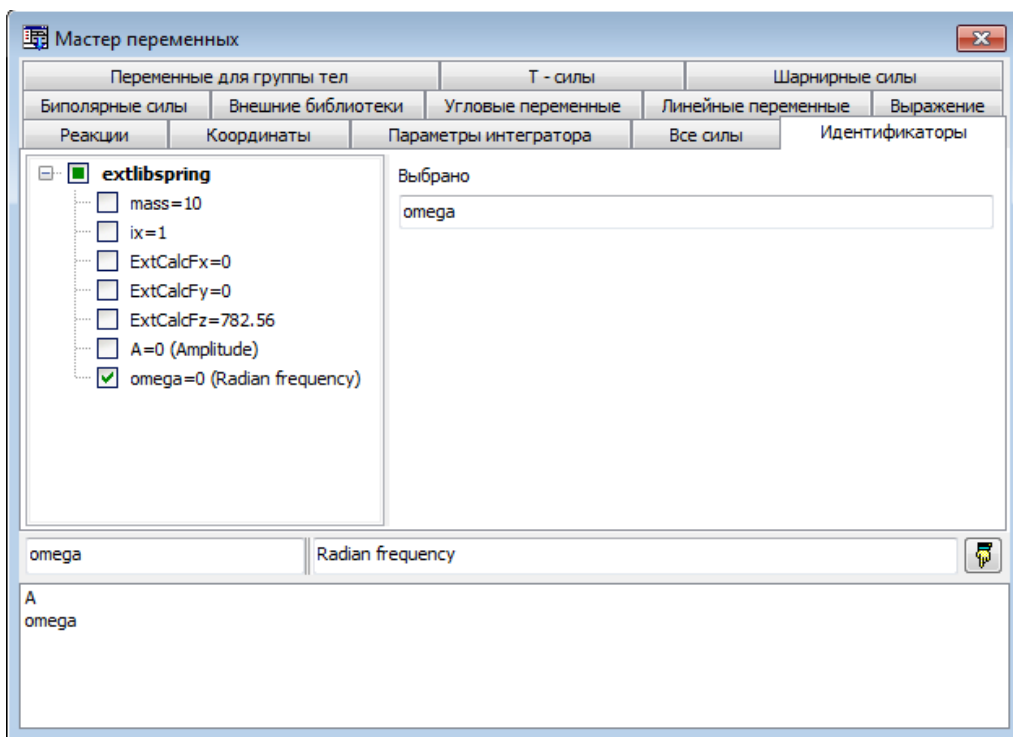 Мастер переменных
Переменные для группы тел
Т - силы
Шарнирные силы
Биполярные силы
Внешние библиотеки
Угловые переменные
Линейные переменные
Выражение
Реакции
Координаты
Параметры интегратора
Все силы
Идентификаторы
extlibspring
mass=10
ix=1
ExtCalcFx=0
ExtCalcFy=0
ExtCalcFz=782.56
A=0 (Amplitude)
omega=0 (Radian frequency)
Выбрано
omega
omega
Radian frequency
A
omega